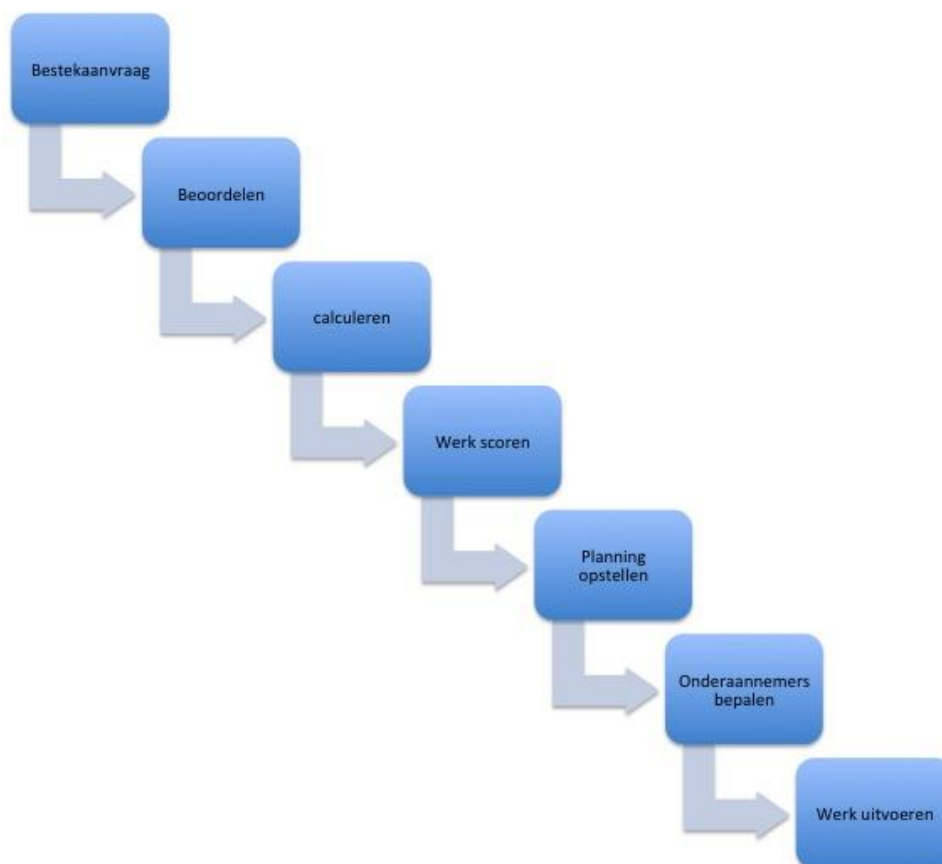 Bestekaanvraag
Beoordelen
calculeren
Werk scoren
Planning
opstellen
Onderaannemers
bepalen
Werk uitvoeren